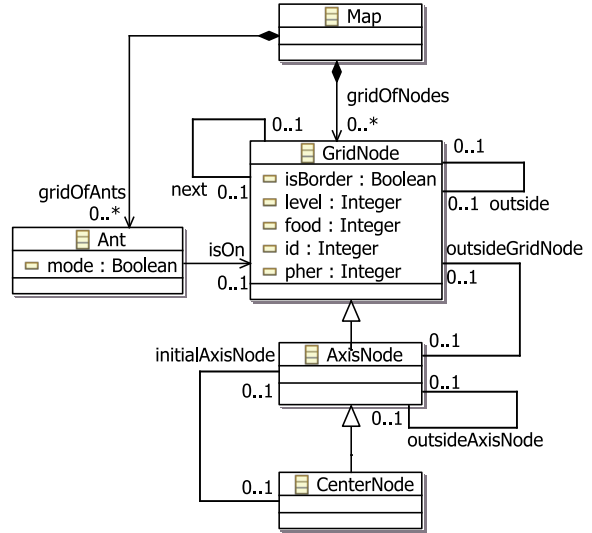 Map
gridOfNodes
0..1
0..*
0..1
GridNode
isBorder : Boolean
next
0..1
0..1
outside
gridOfAnts
level : Integer
0..*
food : Integer
Ant
isOn
id : Integer
outsideGridNode
mode : Boolean
0..1
pher : Integer
0..1
initialAxisNode
AxisNode
0..1
0..1
0..1
0..1
outsideAxisNode
0..1
CenterNode